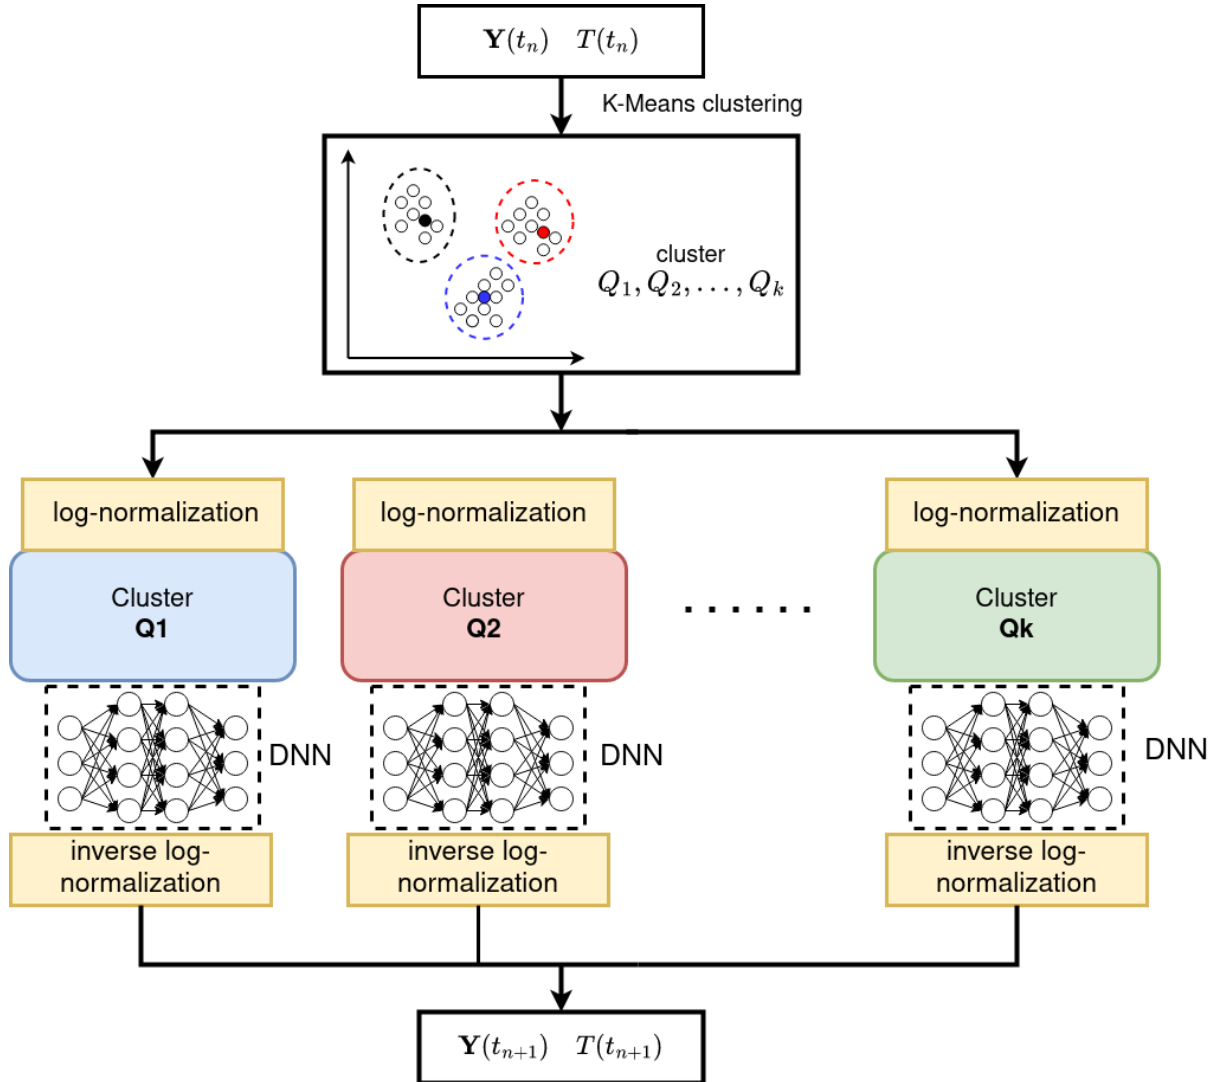 𝐘(tₙ) T(tₙ)
K-Means clustering
cluster
Q₁, Q₂, . . . , Qₖ
log-normalization
log-normalization
log-normalization
Cluster
Q1
Cluster
Q2
. . . . . .
Cluster
Qk
DNN
DNN
DNN
inverse log-
normalization
inverse log-
normalization
inverse log-
normalization
𝐘(tₙ₊₁) T(tₙ₊₁)